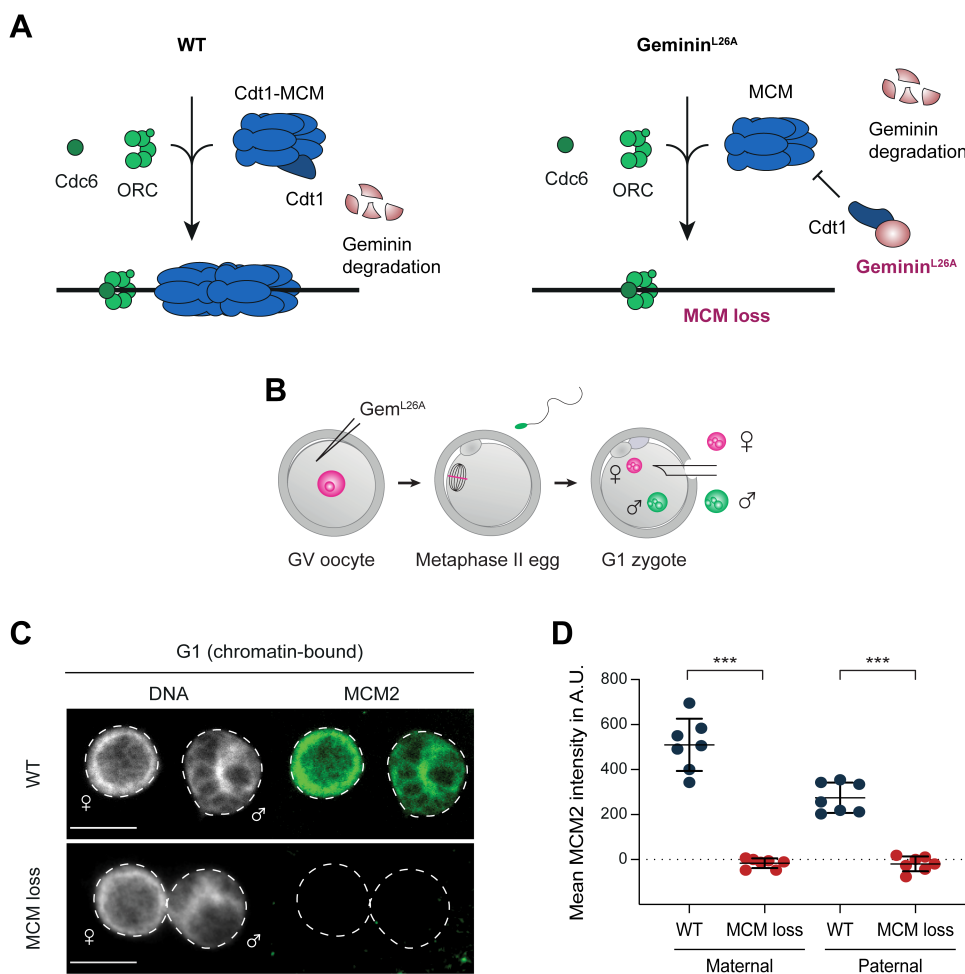 A
WT
Cdt1-MCM
Cdc6
ORC
Cdt1
Geminin
degradation
Geminin^L26A
MCM
Geminin
degradation
Cdc6
ORC
Cdt1
Geminin^L26A
MCM loss
B
Gem^L26A
♀
♀
♂
♂
GV oocyte
Metaphase II egg
G1 zygote
C
G1 (chromatin-bound)
DNA
MCM2
WT
♀
♂
MCM loss
♀
♂
D
Mean MCM2 intensity in A.U.
***
***
800
600
400
200
0
WT
MCM loss
WT
MCM loss
Maternal
Paternal